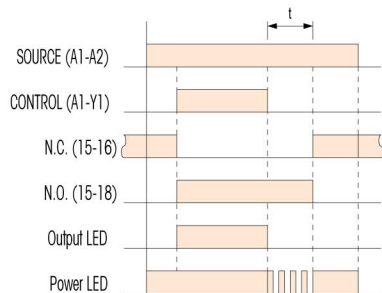 t
SOURCE (A1-A2)
CONTROL (A1-Y1)
N.C. (15-16)
N.O. (15-18)
Output LED
Power LED